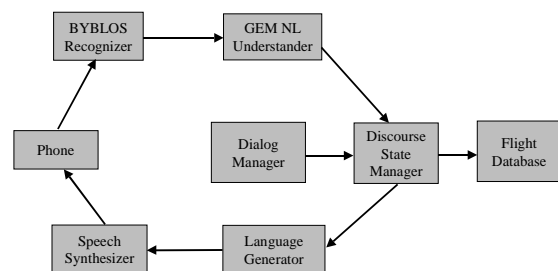 BYBLOS
Recognizer
GEM NL
Understander
Phone
Dialog
Manager
Discourse
State
Manager
Flight
Database
Speech
Synthesizer
Language
Generator